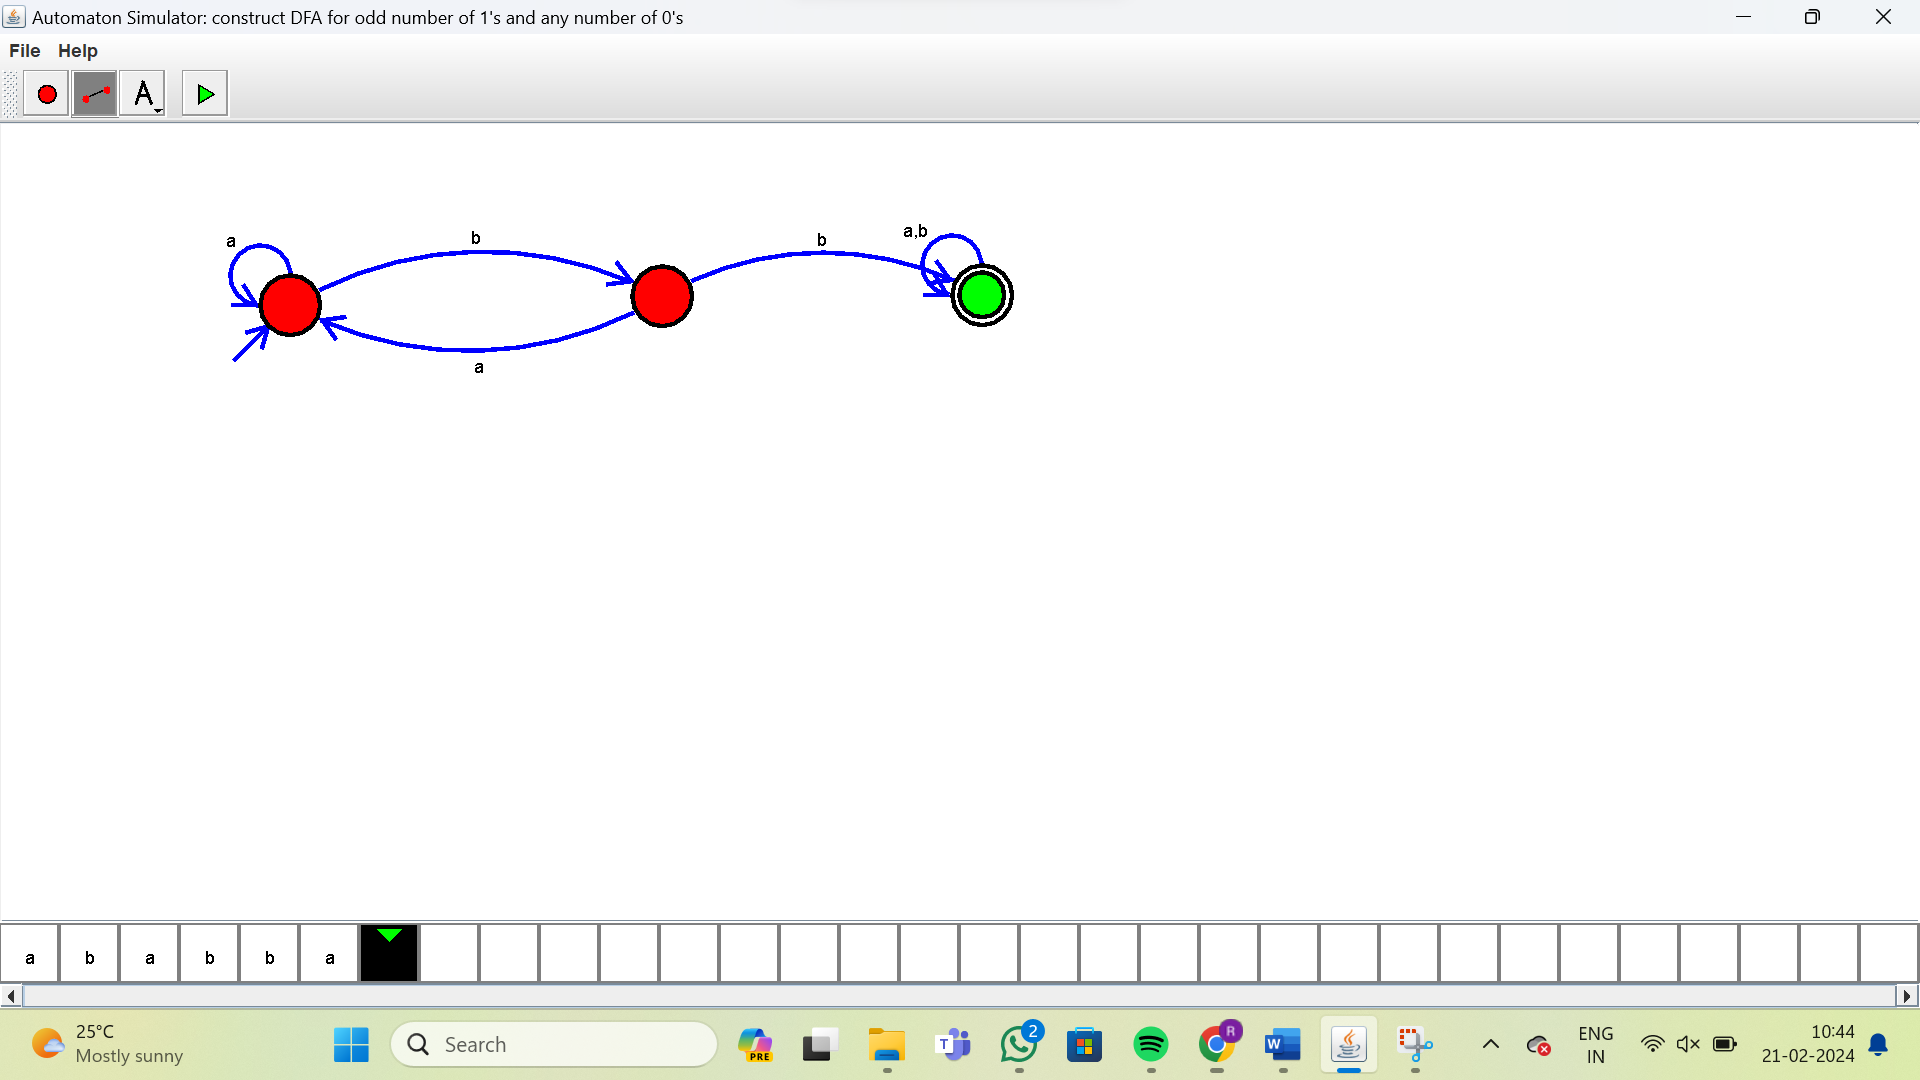 Automaton Simulator: construct DFA for odd number of 1's and any number of 0's
File Help
A
a
b
b
a,b
a
a b a b b a
25°C
Mostly sunny
Search
PRE
T
2
R
W
ENG
IN
10:44
21-02-2024